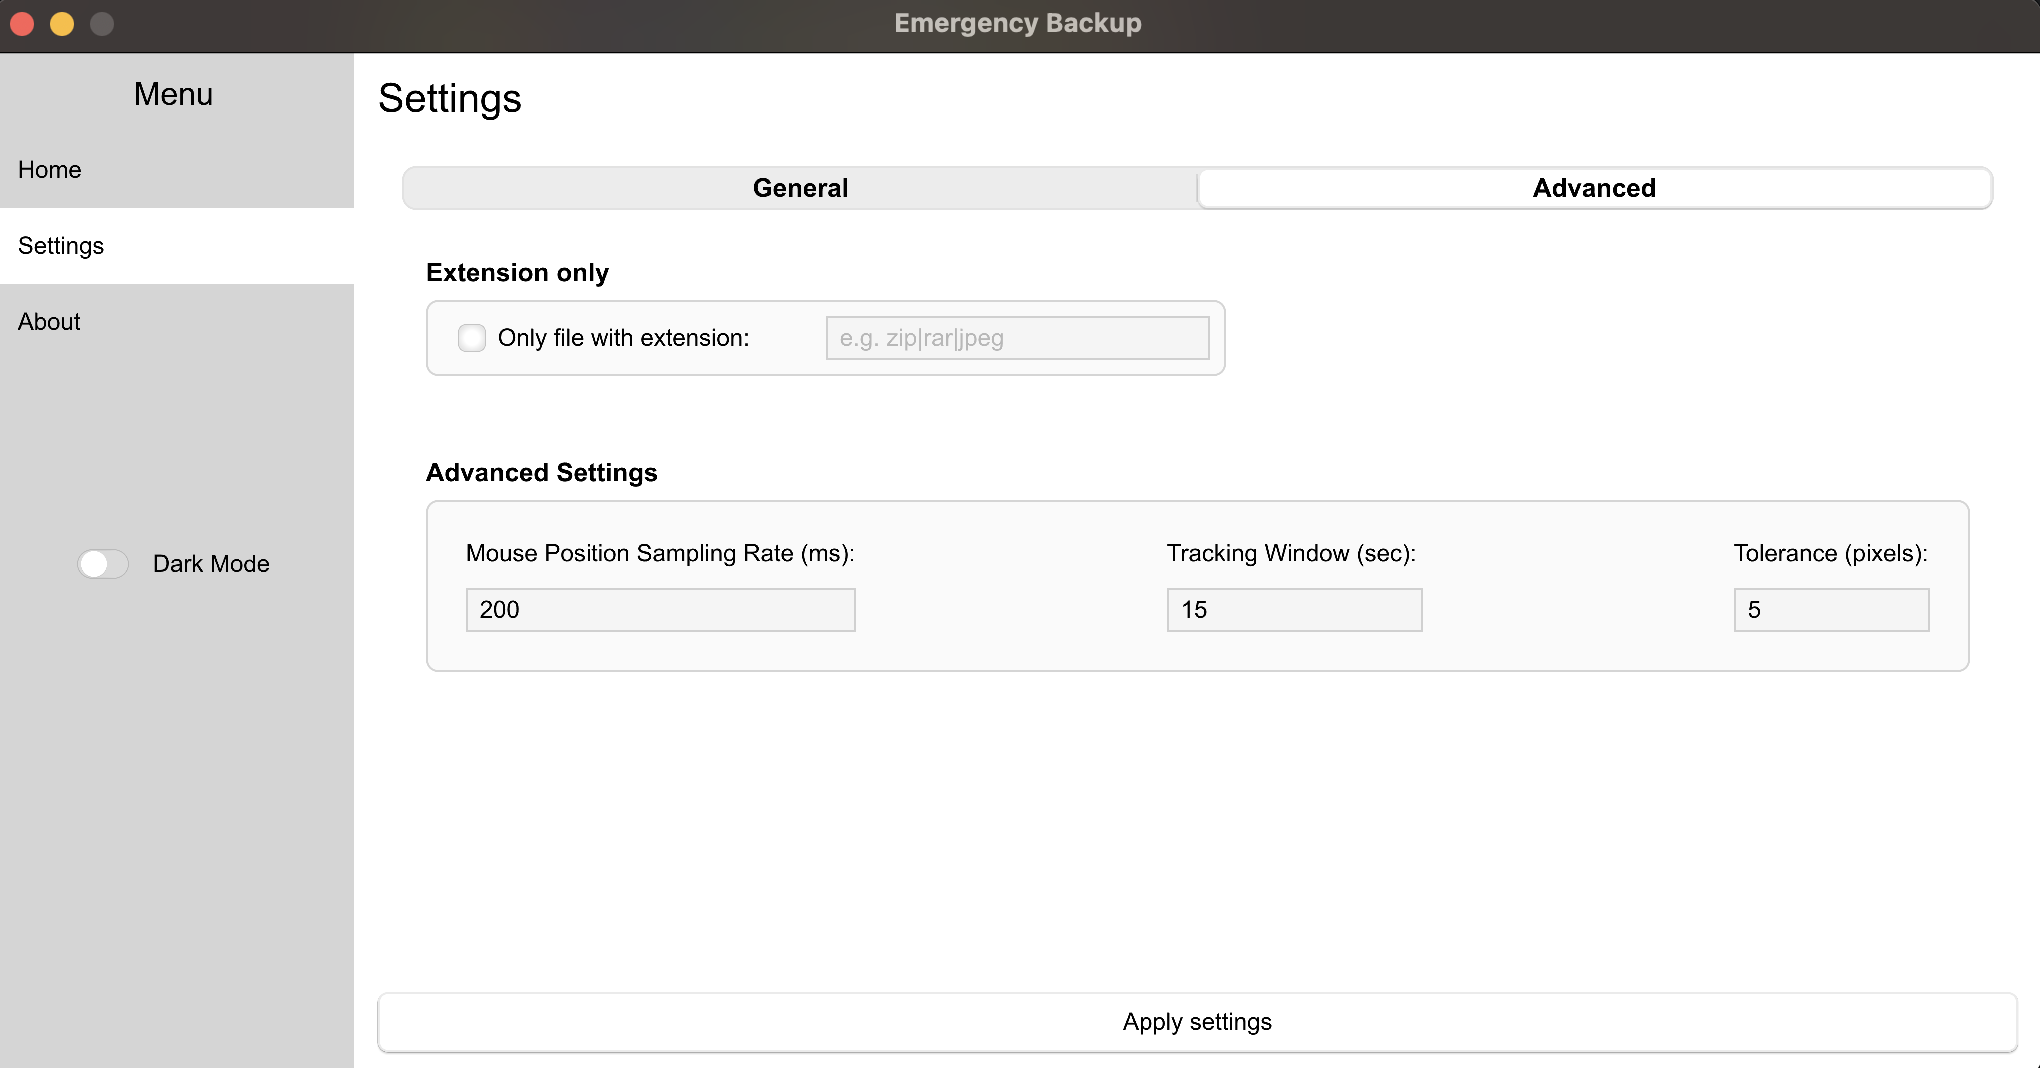 Emergency Backup
Menu
Home
Settings
About
Dark Mode
Settings
General
Advanced
Extension only
Only file with extension:
e.g. zip|rar|jpeg
Advanced Settings
Mouse Position Sampling Rate (ms):
200
Tracking Window (sec):
15
Tolerance (pixels):
5
Apply settings